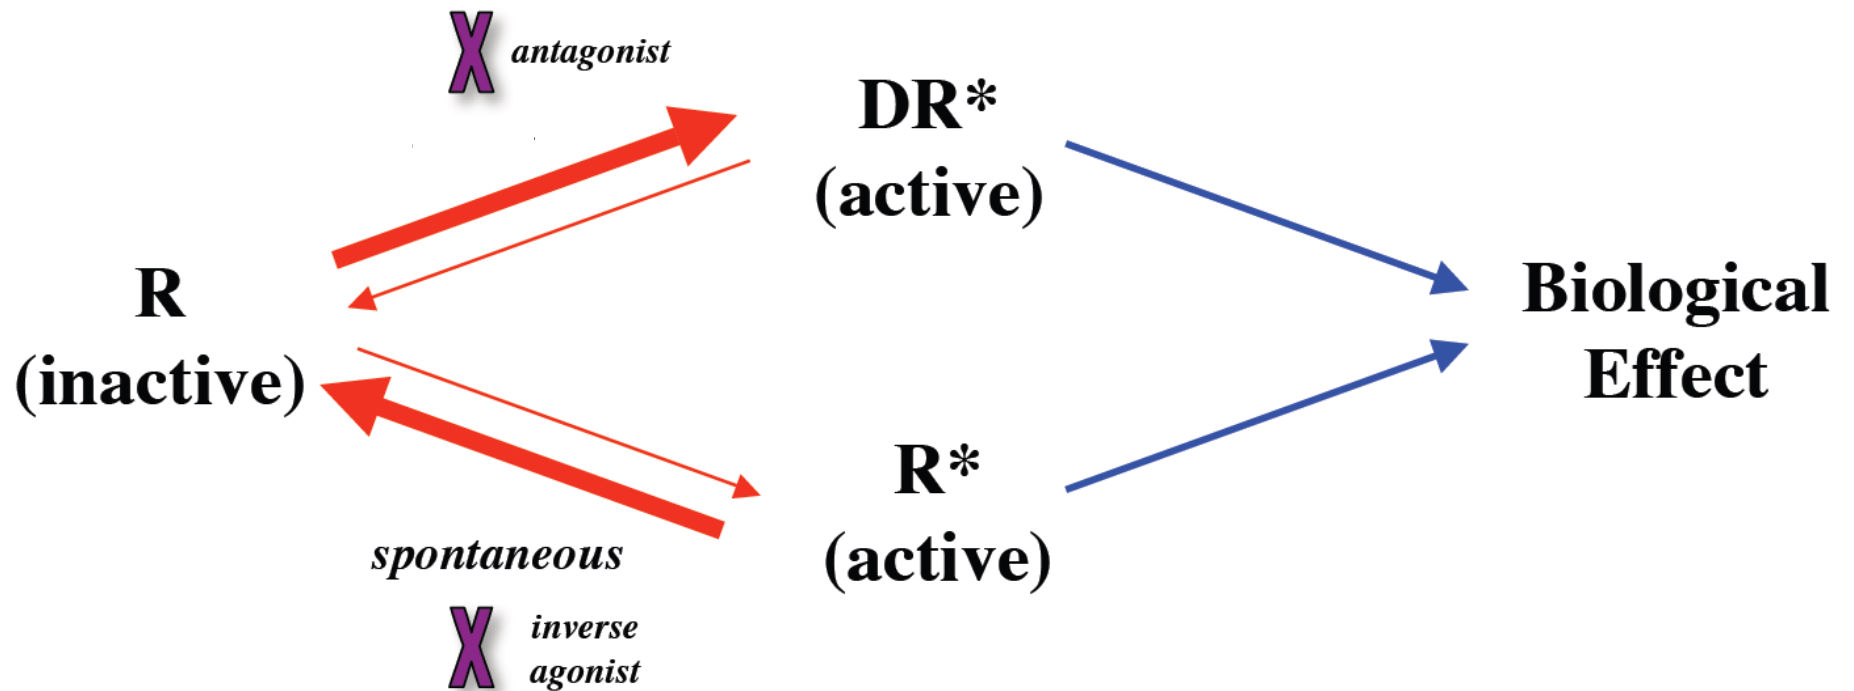 X antagonist
DR*
(active)
R
(inactive)
Biological
Effect
R*
(active)
spontaneous
X inverse
agonist